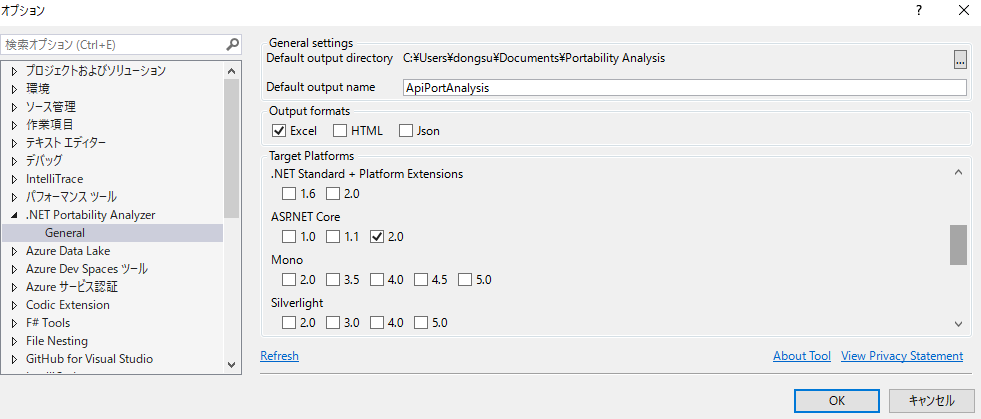 オプション
? ×
検索オプション (Ctrl+E)
プロジェクトおよびソリューション
環境
ソース管理
作業項目
テキスト エディター
デバッグ
IntelliTrace
パフォーマンス ツール
.NET Portability Analyzer
General
Azure Data Lake
Azure Dev Spaces ツール
Azure サービス認証
Codic Extension
F# Tools
File Nesting
GitHub for Visual Studio
General settings
Default output directory C:¥Users¥dongsu¥Documents¥Portability Analysis ...
Default output name ApiPortAnalysis
Output formats
Excel HTML Json
Target Platforms
.NET Standard + Platform Extensions
1.6 2.0
ASP.NET Core
1.0 1.1 2.0
Mono
2.0 3.5 4.0 4.5 5.0
Silverlight
2.0 3.0 4.0 5.0
Refresh About Tool View Privacy Statement
OK キャンセル